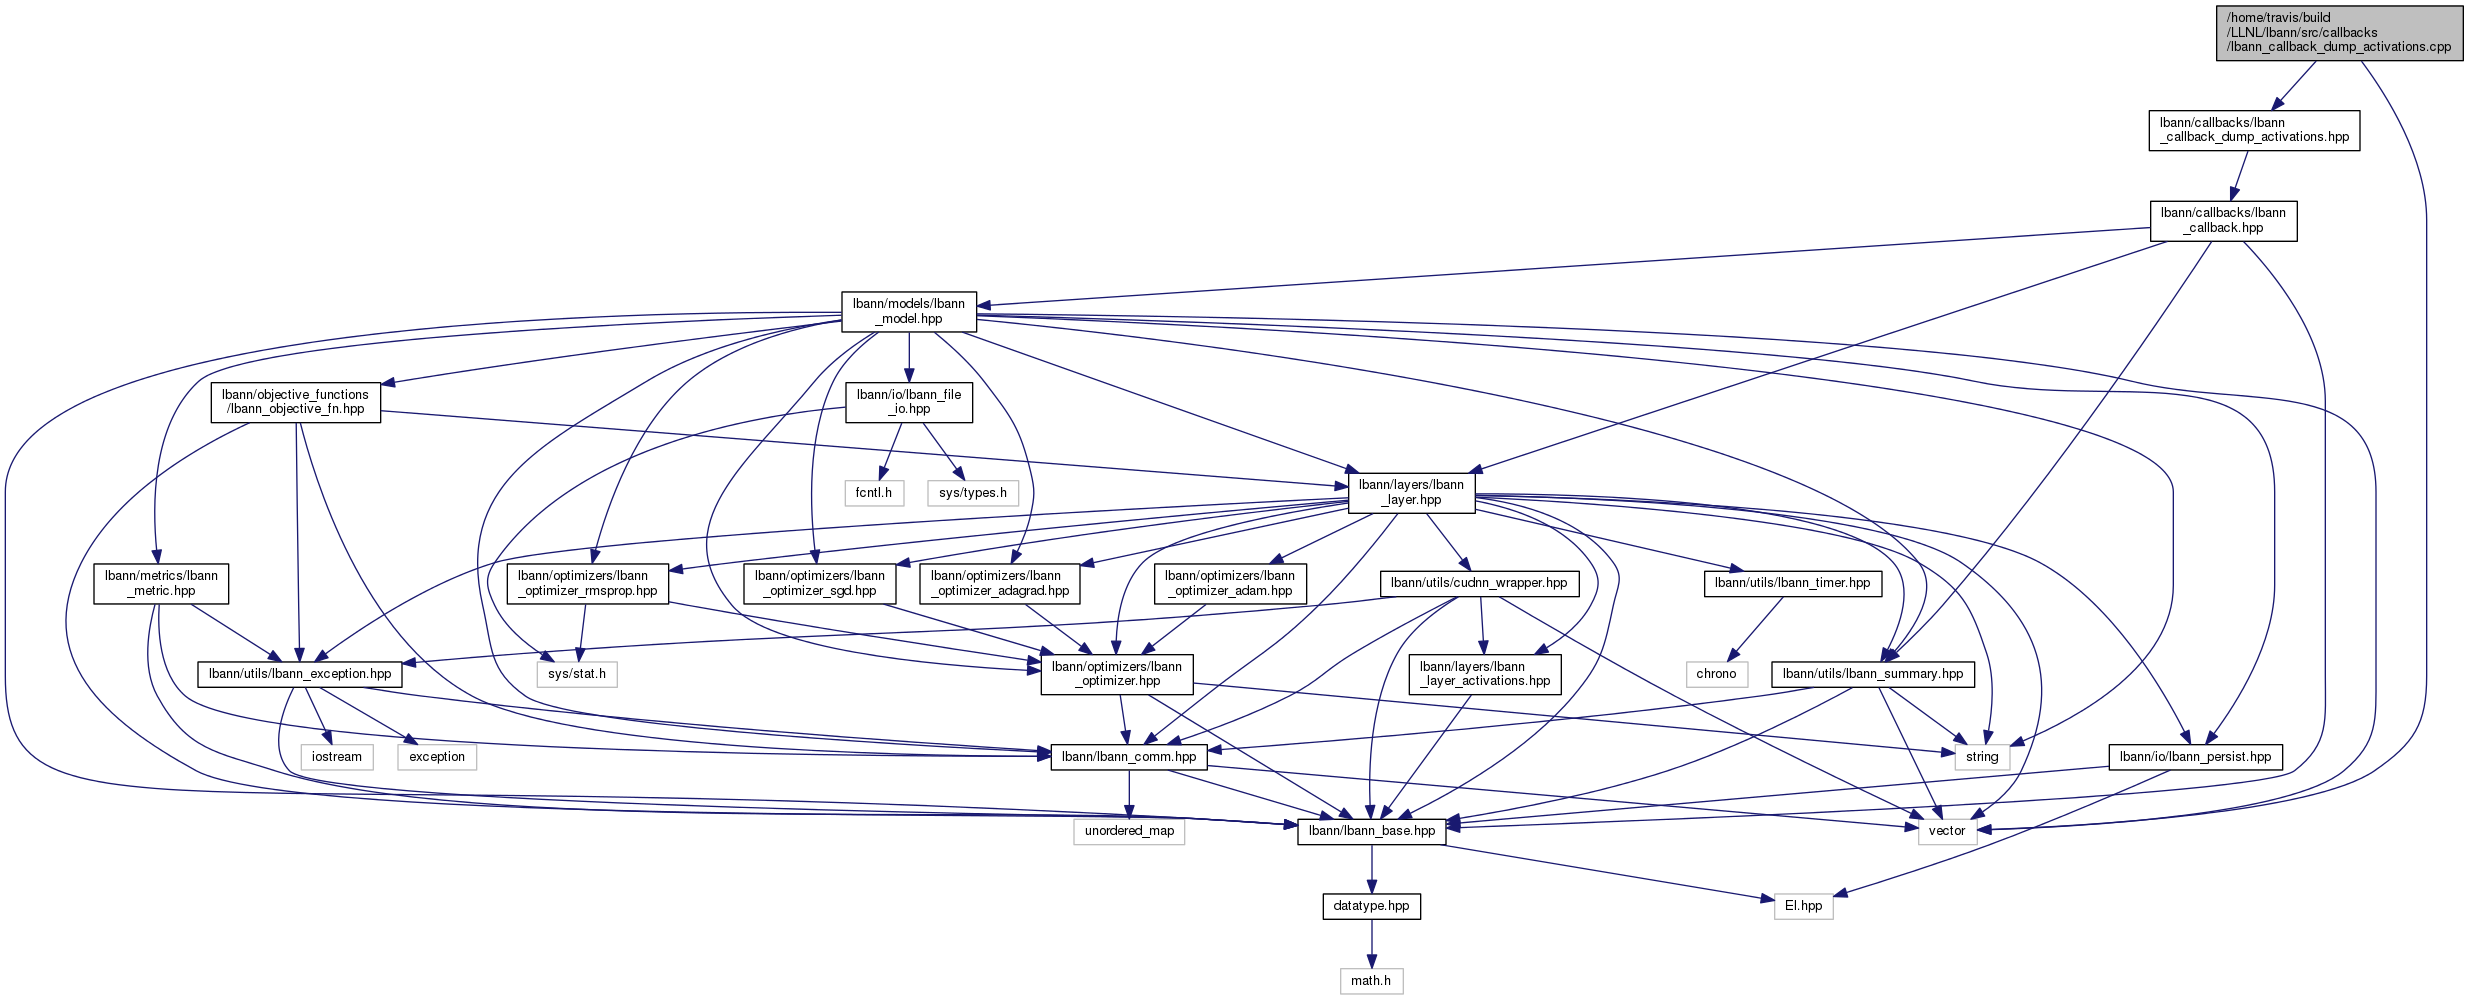 /home/travis/build
/LLNL/lbann/src/callbacks
/lbann_callback_dump_activations.cpp
lbann/callbacks/lbann
_callback_dump_activations.hpp
lbann/callbacks/lbann
_callback.hpp
lbann/models/lbann
_model.hpp
lbann/objective_functions
/lbann_objective_fn.hpp
lbann/io/lbann_file
_io.hpp
fcntl.h
sys/types.h
lbann/layers/lbann
_layer.hpp
lbann/metrics/lbann
_metric.hpp
lbann/optimizers/lbann
_optimizer_rmsprop.hpp
lbann/optimizers/lbann
_optimizer_sgd.hpp
lbann/optimizers/lbann
_optimizer_adagrad.hpp
lbann/optimizers/lbann
_optimizer_adam.hpp
lbann/utils/cudnn_wrapper.hpp
lbann/utils/lbann_timer.hpp
lbann/utils/lbann_exception.hpp
sys/stat.h
lbann/optimizers/lbann
_optimizer.hpp
lbann/layers/lbann
_layer_activations.hpp
chrono
lbann/utils/lbann_summary.hpp
iostream
exception
lbann/lbann_comm.hpp
string
lbann/io/lbann_persist.hpp
unordered_map
lbann/lbann_base.hpp
vector
datatype.hpp
El.hpp
math.h